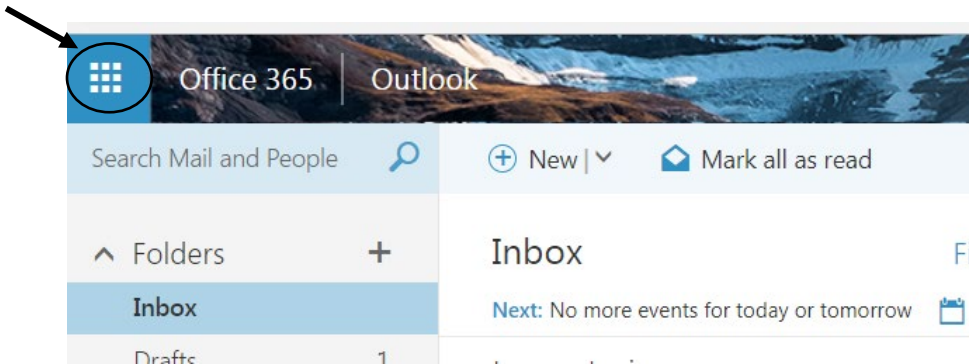 Office 365 | Outlook
Search Mail and People
New | Mark all as read
Folders +
Inbox
Next: No more events for today or tomorrow
Inbox
Drafts 1